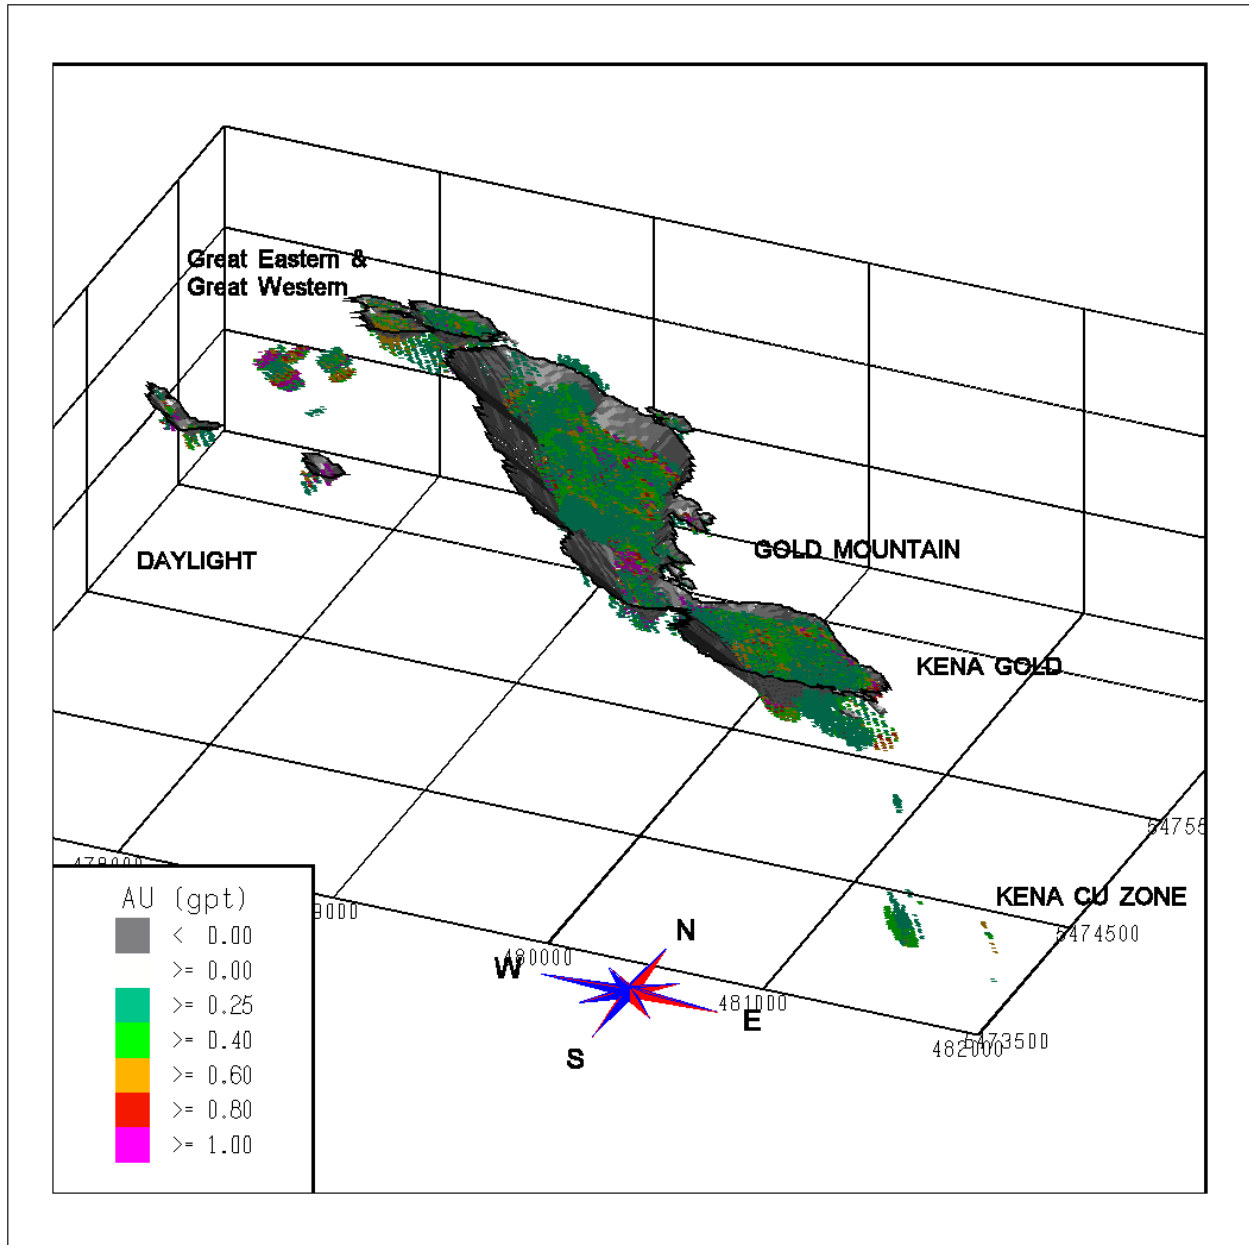 Great Eastern &
Great Western
DAYLIGHT
GOLD MOUNTAIN
KENA GOLD
KENA CU ZONE
5474500
5473500
480000
481000
482000
N
W
E
S
AU (gpt)
< 0.00
>= 0.00
>= 0.25
>= 0.40
>= 0.60
>= 0.80
>= 1.00